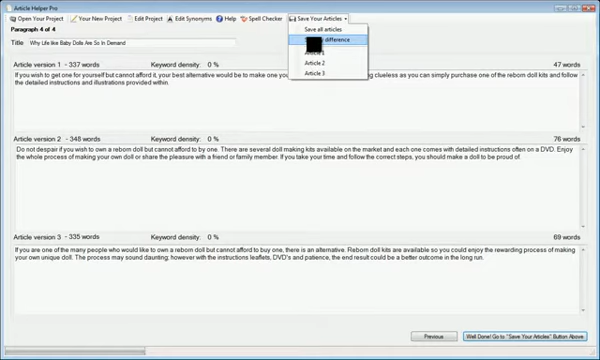 Article Helper Pro
Open Your Project Your New Project Edit Project Edit Synonyms Help Spell Checker Save Your Articles
Paragraph 4 of 4
Save all articles
difference
Title Why Life like Baby Dolls Are So In Demand
Article 1
Article 2
Article 3
Article version 1 - 337 words Keyword density: 0 % 47 words
If you wish to get one for yourself but cannot afford it, your best alternative would be to make one you clueless as you can simply purchase one of the reborn doll kits and follow
the detailed instructions and illustrations provided within.
Article version 2 - 348 words Keyword density: 0 % 76 words
Do not despair if you wish to own a reborn doll but cannot afford to by one. There are several doll making kits available on the market and each one comes with detailed instructions often on a DVD. Enjoy
the whole process of making your own doll or share the pleasure with a friend or family member. If you take your time and follow the correct steps, you should make a doll to be proud of.
Article version 3 - 335 words Keyword density: 0 % 69 words
If you are one of the many people who would like to own a reborn doll but cannot afford to buy one, there is an alternative. Reborn doll kits are available so you could enjoy the rewarding process of making
your own unique doll. The process may sound daunting; however with the instructions leaflets, DVD's and patience, the end result could be a better outcome in the long run.
Previous Well Done! Go to "Save Your Articles" Button Above